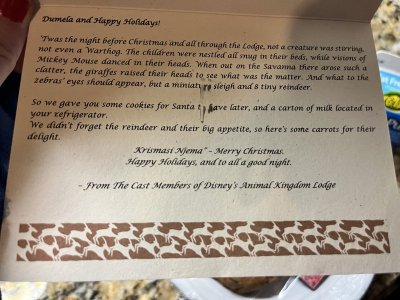 Dumela and Happy Holidays!
'Twas the night before Christmas and all through the Lodge, not a creature was stirring,
not even a Warthog. The children were nestled all snug in their beds, while visions of
Mickey Mouse danced in their heads. When out on the Savanna there arose such a
clatter, the giraffes raised their heads to see what was the matter. And what to the
zebras' eyes should appear, but a miniature sleigh and 8 tiny reindeer.
So we gave you some cookies for Santa to have later, and a carton of milk located in
your refrigerator.
We didn't forget the reindeer and their big appetite, so here's some carrots for their
delight.
Krismasi Njema" – Merry Christmas.
Happy Holidays, and to all a good night.
~ From The Cast Members of Disney's Animal Kingdom Lodge